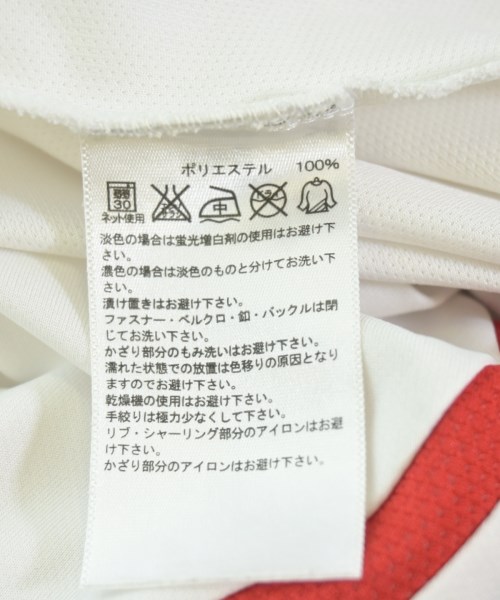 ポリエステル 100%
30
中
ネット使用
淡色の場合は蛍光増白剤の使用はお避け下
さい。
濃色の場合は淡色のものと分けてお洗い下
さい。
漬け置きはお避け下さい。
ファスナー・ベルクロ・釦・バックルは閉
じてお洗い下さい。
かざり部分のもみ洗いはお避け下さい。
濡れた状態での放置は色移りの原因となり
ますのでお避け下さい。
乾燥機の使用はお避け下さい。
手絞りは極力少なくして下さい。
リブ・シャーリング部分のアイロンはお避
け下さい。
かざり部分のアイロンはお避け下さい。